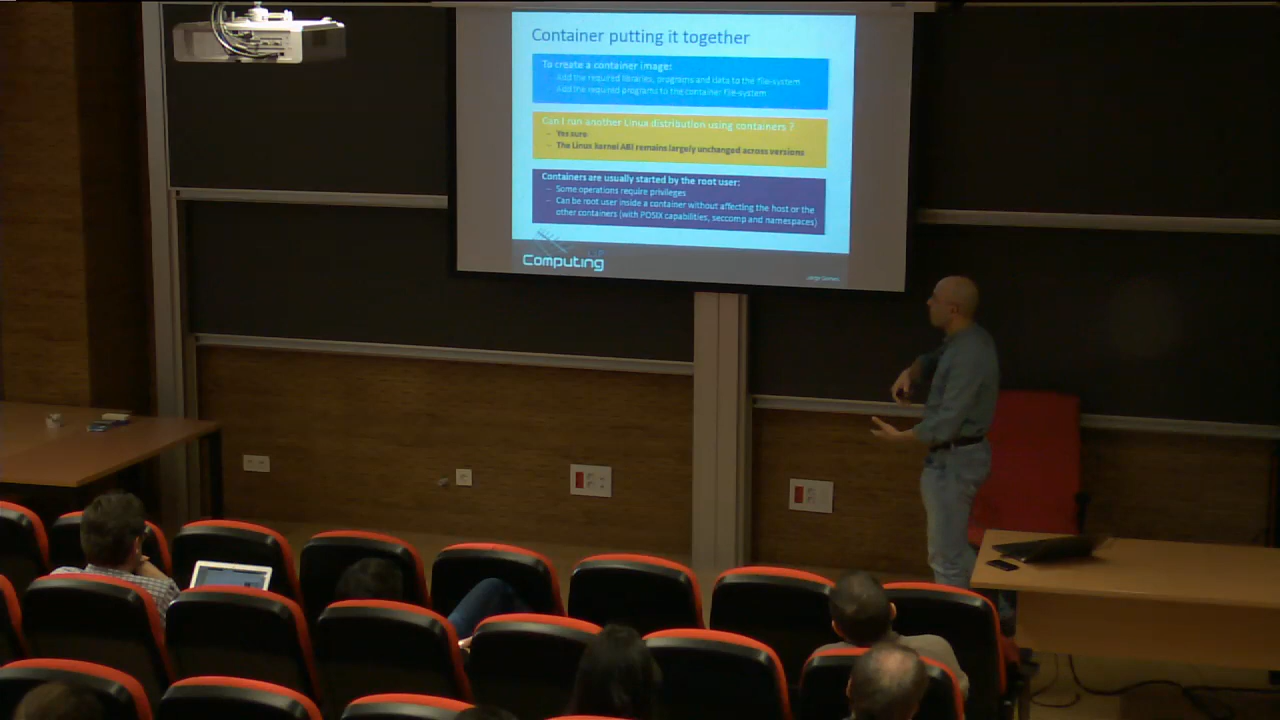 Container putting it together
To create a container image:
– Add the required libraries, programs and data to the file-system
– Add the required programs to the container file-system
Can I run another Linux distribution using containers ?
– Yes sure
– The Linux kernel ABI remains largely unchanged across versions
Containers are usually started by the root user:
– Some operations require privileges
– Can be root user inside a container without affecting the host or the
other containers (with POSIX capabilities, seccomp and namespaces)
Computing